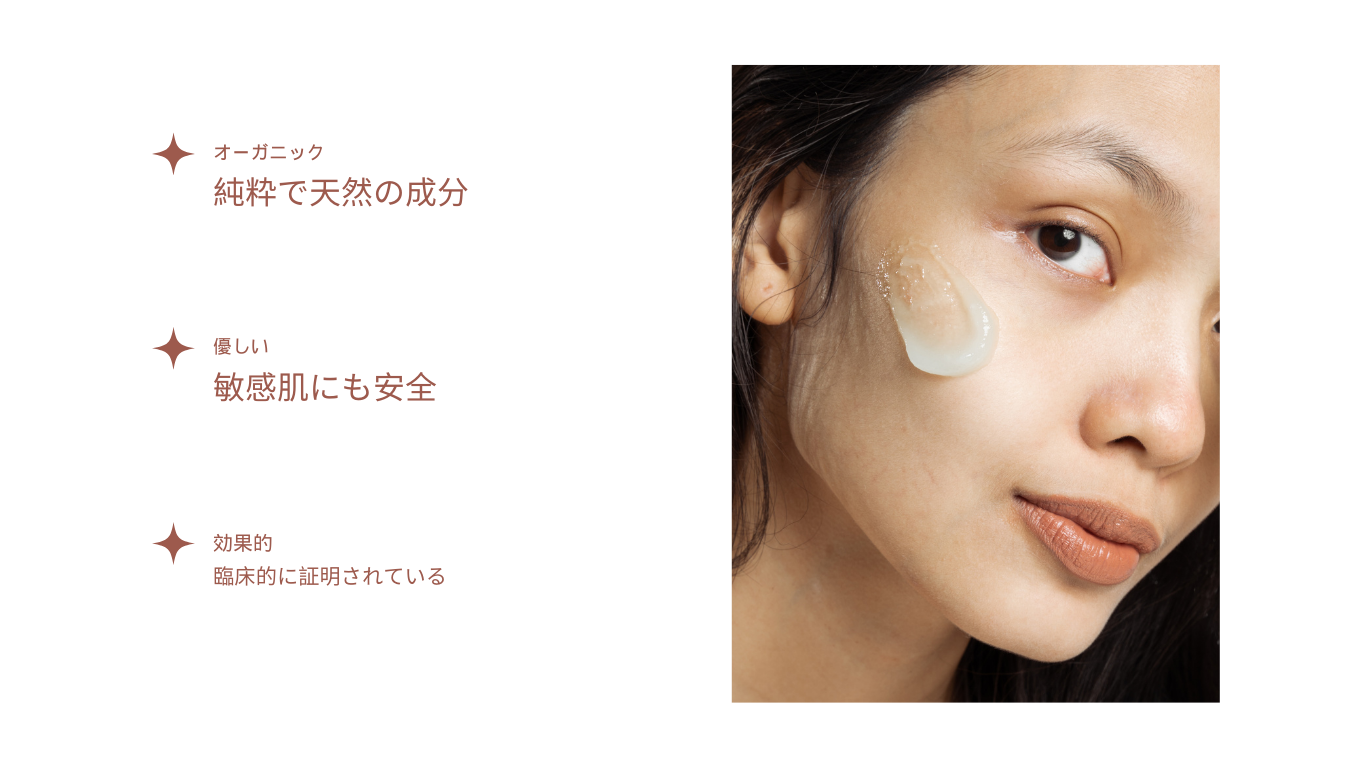 オーガニック
純粋で天然の成分
優しい
敏感肌にも安全
効果的
臨床的に証明されている